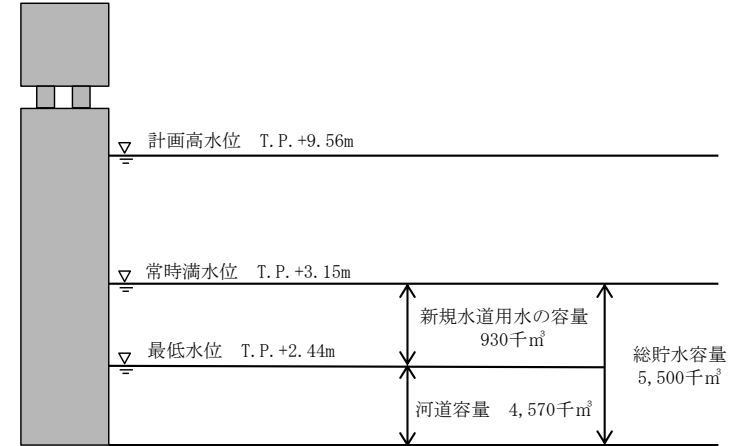 計画高水位　T.P.+9.56m
常時満水位　T.P.+3.15m
新規水道用水の容量
930千㎥
最低水位　T.P.+2.44m
総貯水容量
5,500千㎥
河道容量　4,570千㎥